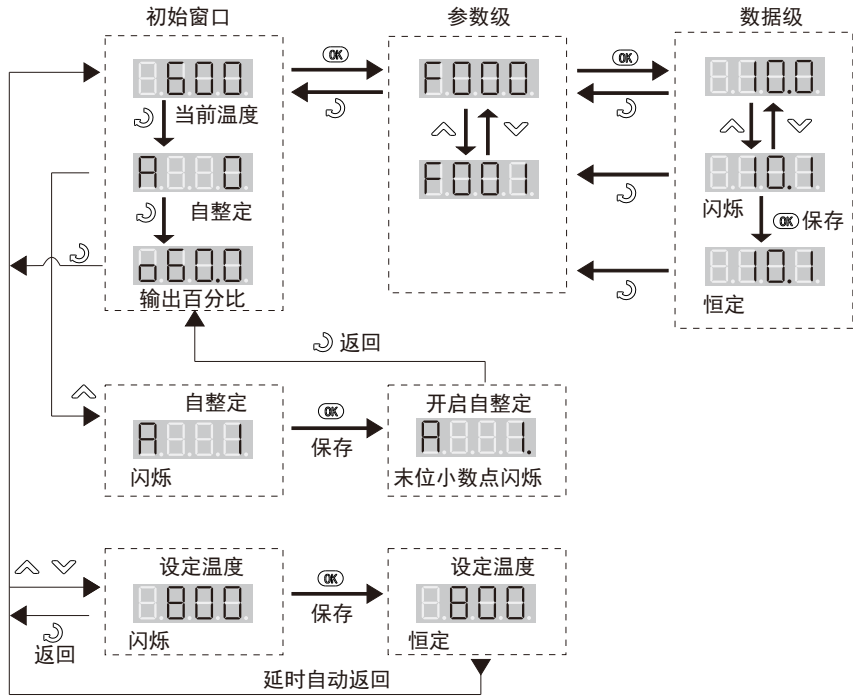 初始窗口
参数级
数据级
600
OK
F000
OK
10.0
当前温度
A 0
F001
10.1
自整定
闪烁
OK 保存
o60.0
10.1
输出百分比
恒定
返回
自整定
OK
开启自整定
A 1
保存
A 1.
闪烁
末位小数点闪烁
设定温度
OK
设定温度
800
保存
800
闪烁
恒定
返回
延时自动返回